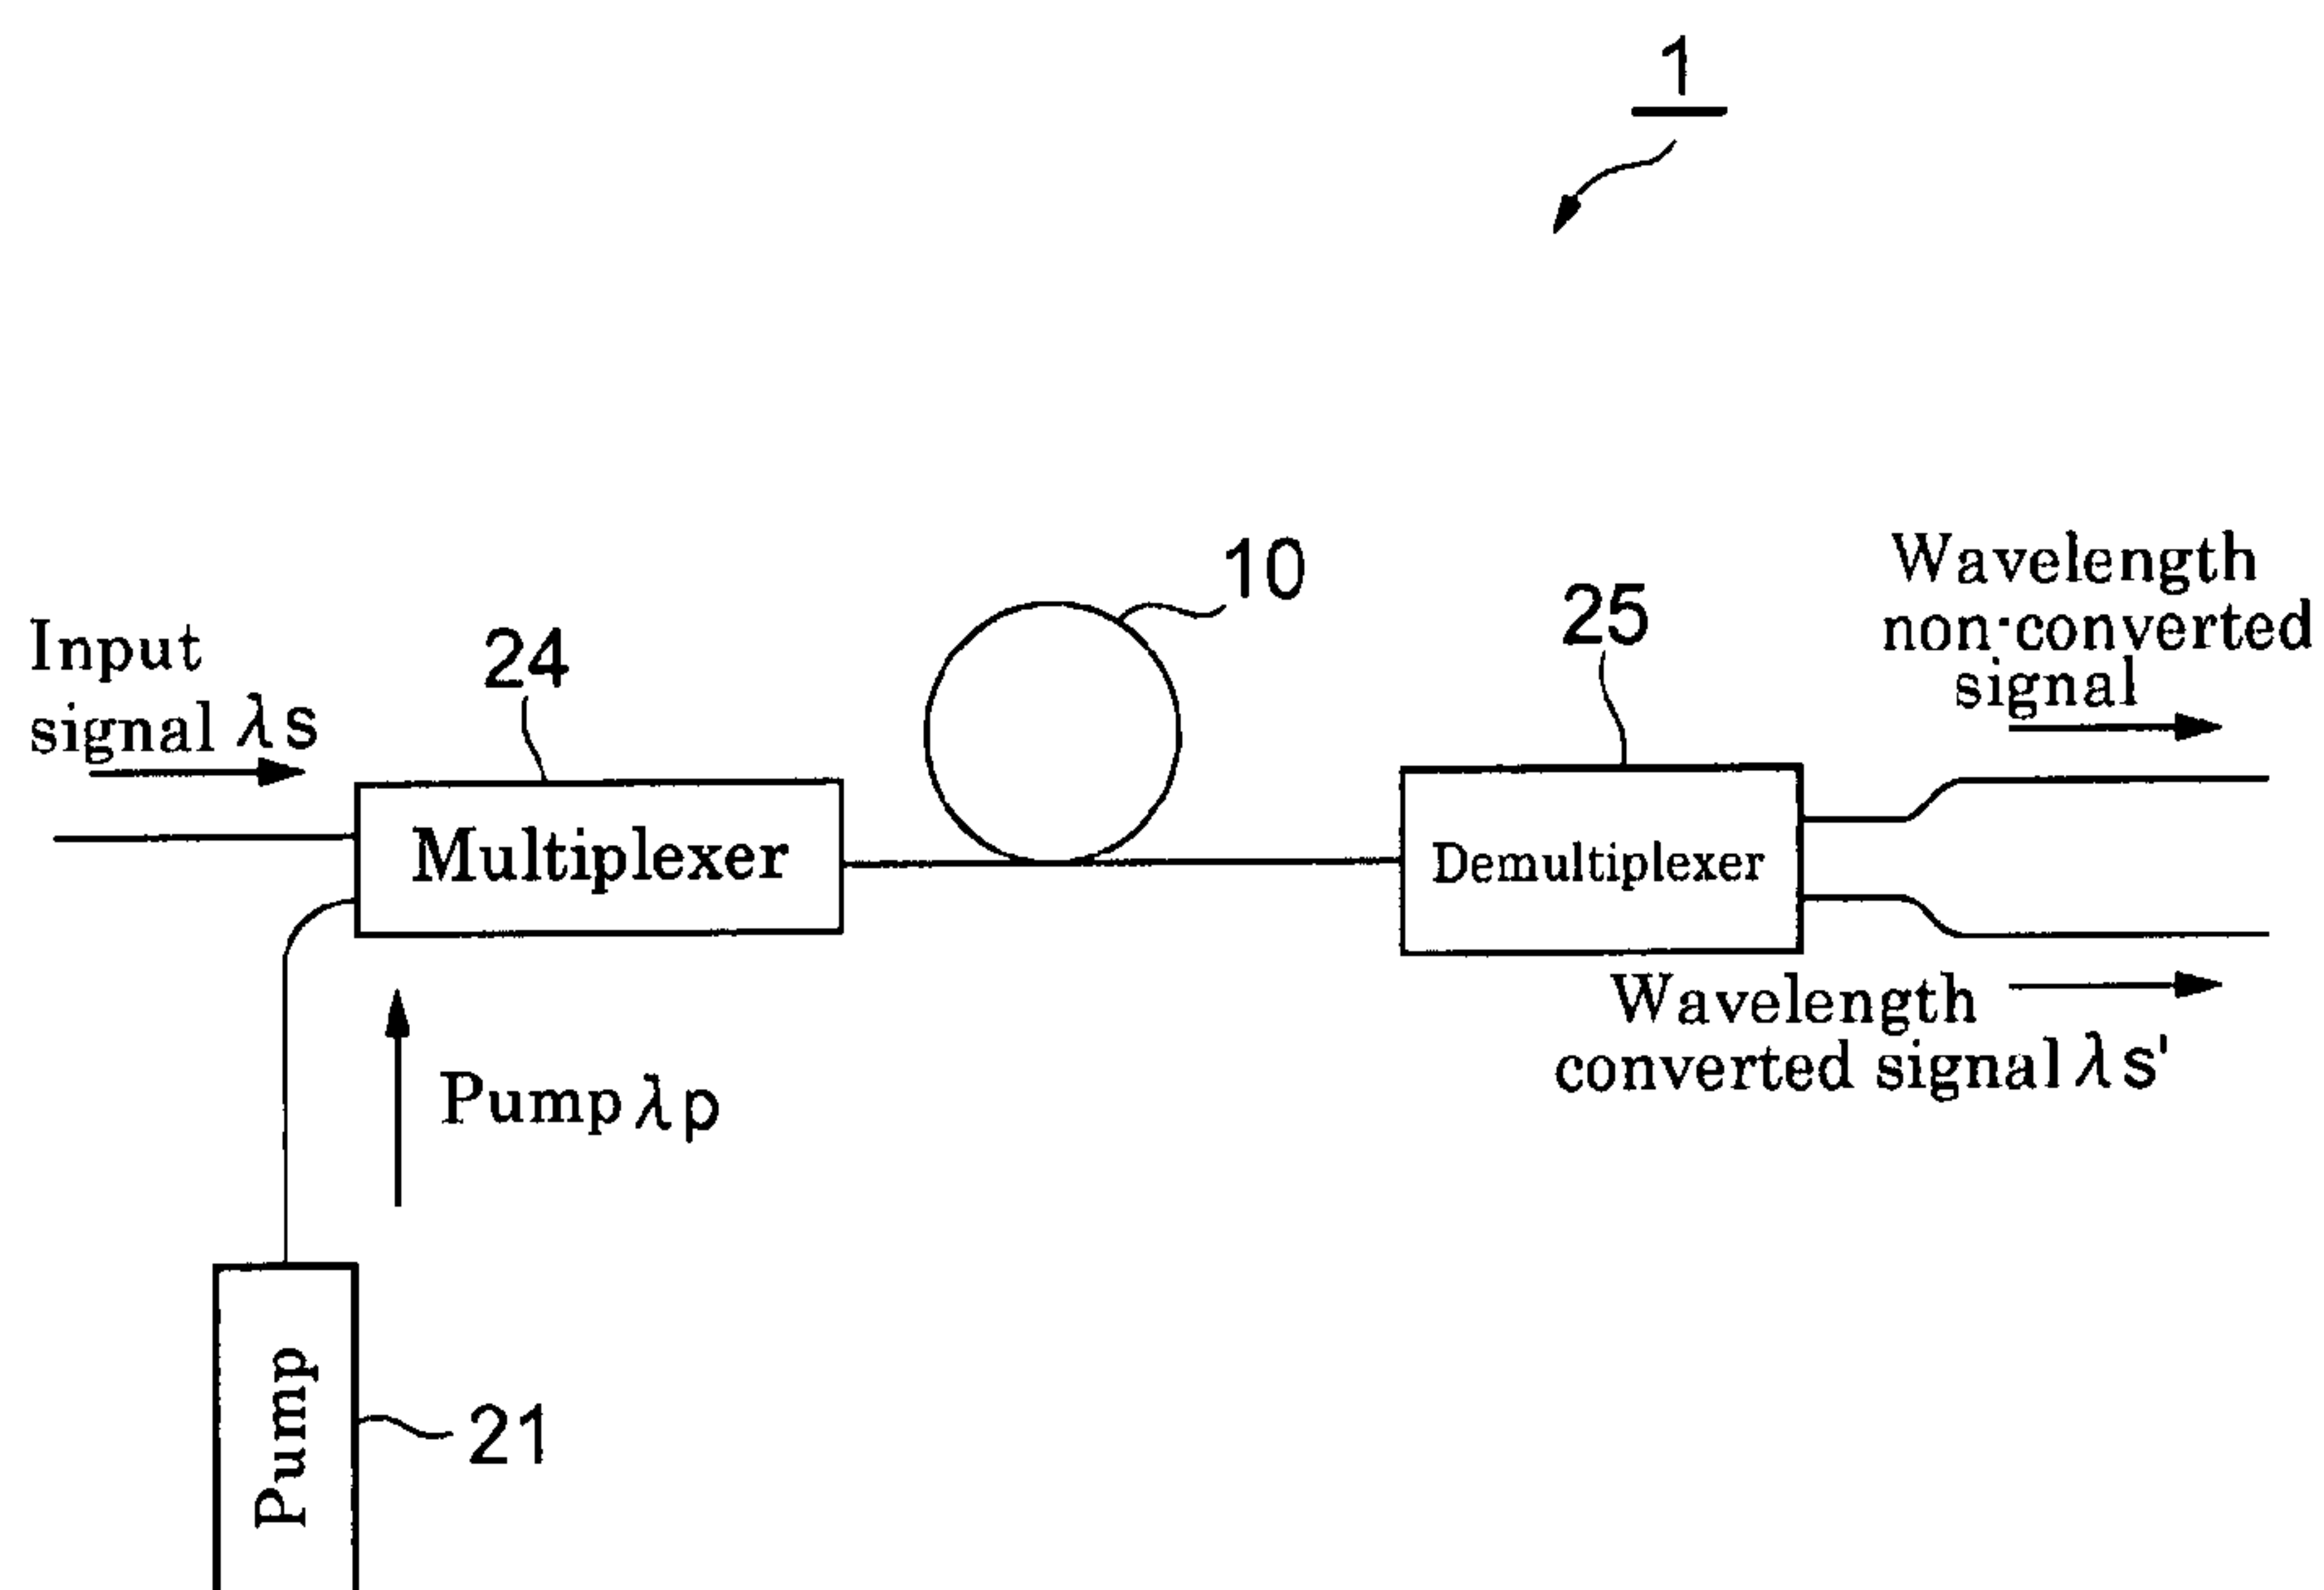 1
10
25
24
Input
signal λs
Wavelength
non·converted
signal
Multiplexer
Demultiplexer
Wavelength
converted signal λs'
Pump λp
Pump
21